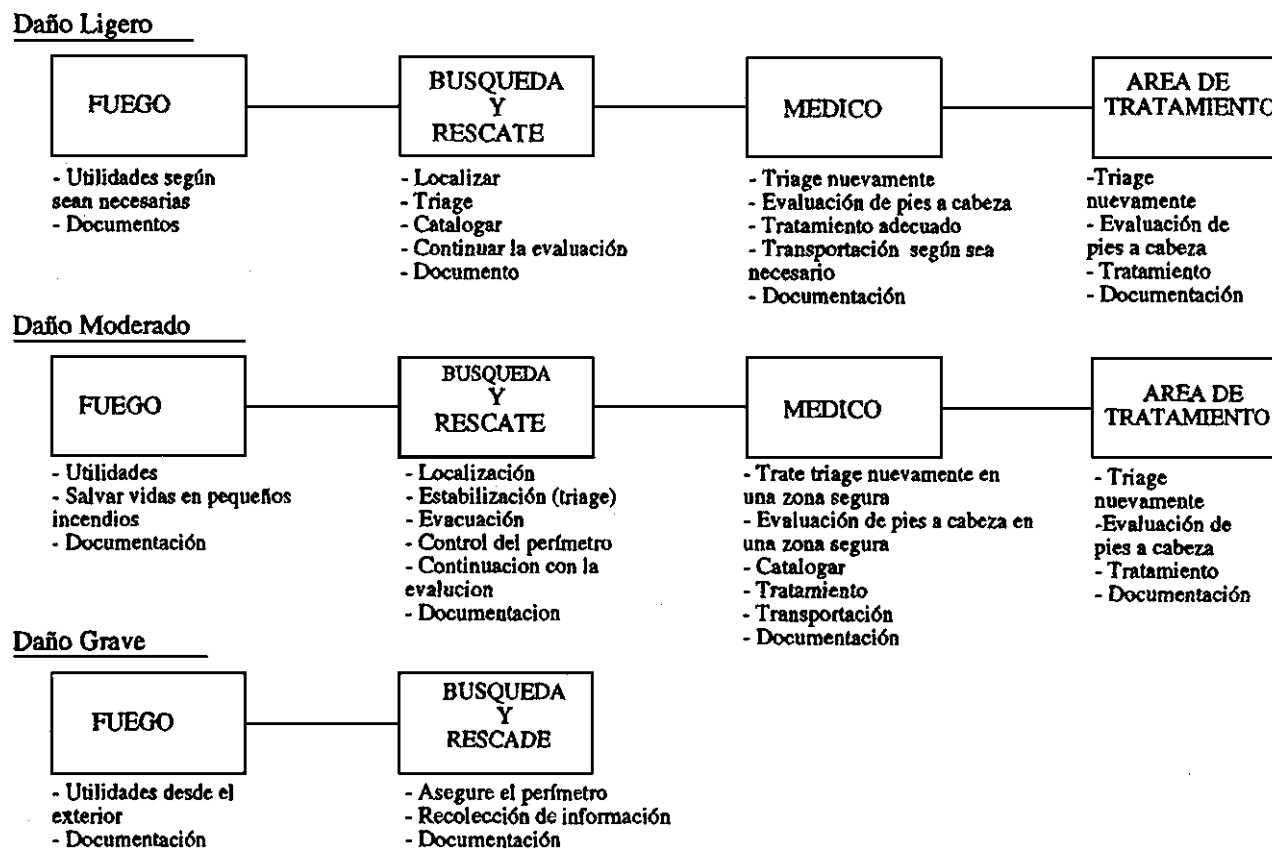 Daño Ligero
FUEGO
- Utilidades según
sean necesarias
- Documentos
BUSQUEDA
Y
RESCATE
- Localizar
- Triage
- Catalogar
- Continuar la evaluación
- Documento
MEDICO
- Triage nuevamente
- Evaluación de pies a cabeza
- Tratamiento adecuado
- Transportación según sea
necesario
- Documentación
AREA DE
TRATAMIENTO
-Triage
nuevamente
- Evaluación de
pies a cabeza
- Tratamiento
- Documentación
Daño Moderado
FUEGO
- Utilidades
- Salvar vidas en pequeños
incendios
- Documentación
BUSQUEDA
Y
RESCATE
- Localización
- Estabilización (triage)
- Evacuación
- Control del perímetro
- Continuacion con la
evalucion
- Documentacion
MEDICO
- Trate triage nuevamente en
una zona segura
- Evaluación de pies a cabeza en
una zona segura
- Catalogar
- Tratamiento
- Transportación
- Documentación
AREA DE
TRATAMIENTO
- Triage
nuevamente
-Evaluación de
pies a cabeza
- Tratamiento
- Documentación
Daño Grave
FUEGO
- Utilidades desde el
exterior
- Documentación
BUSQUEDA
Y
RESCADE
- Asegure el perímetro
- Recolección de información
- Documentación